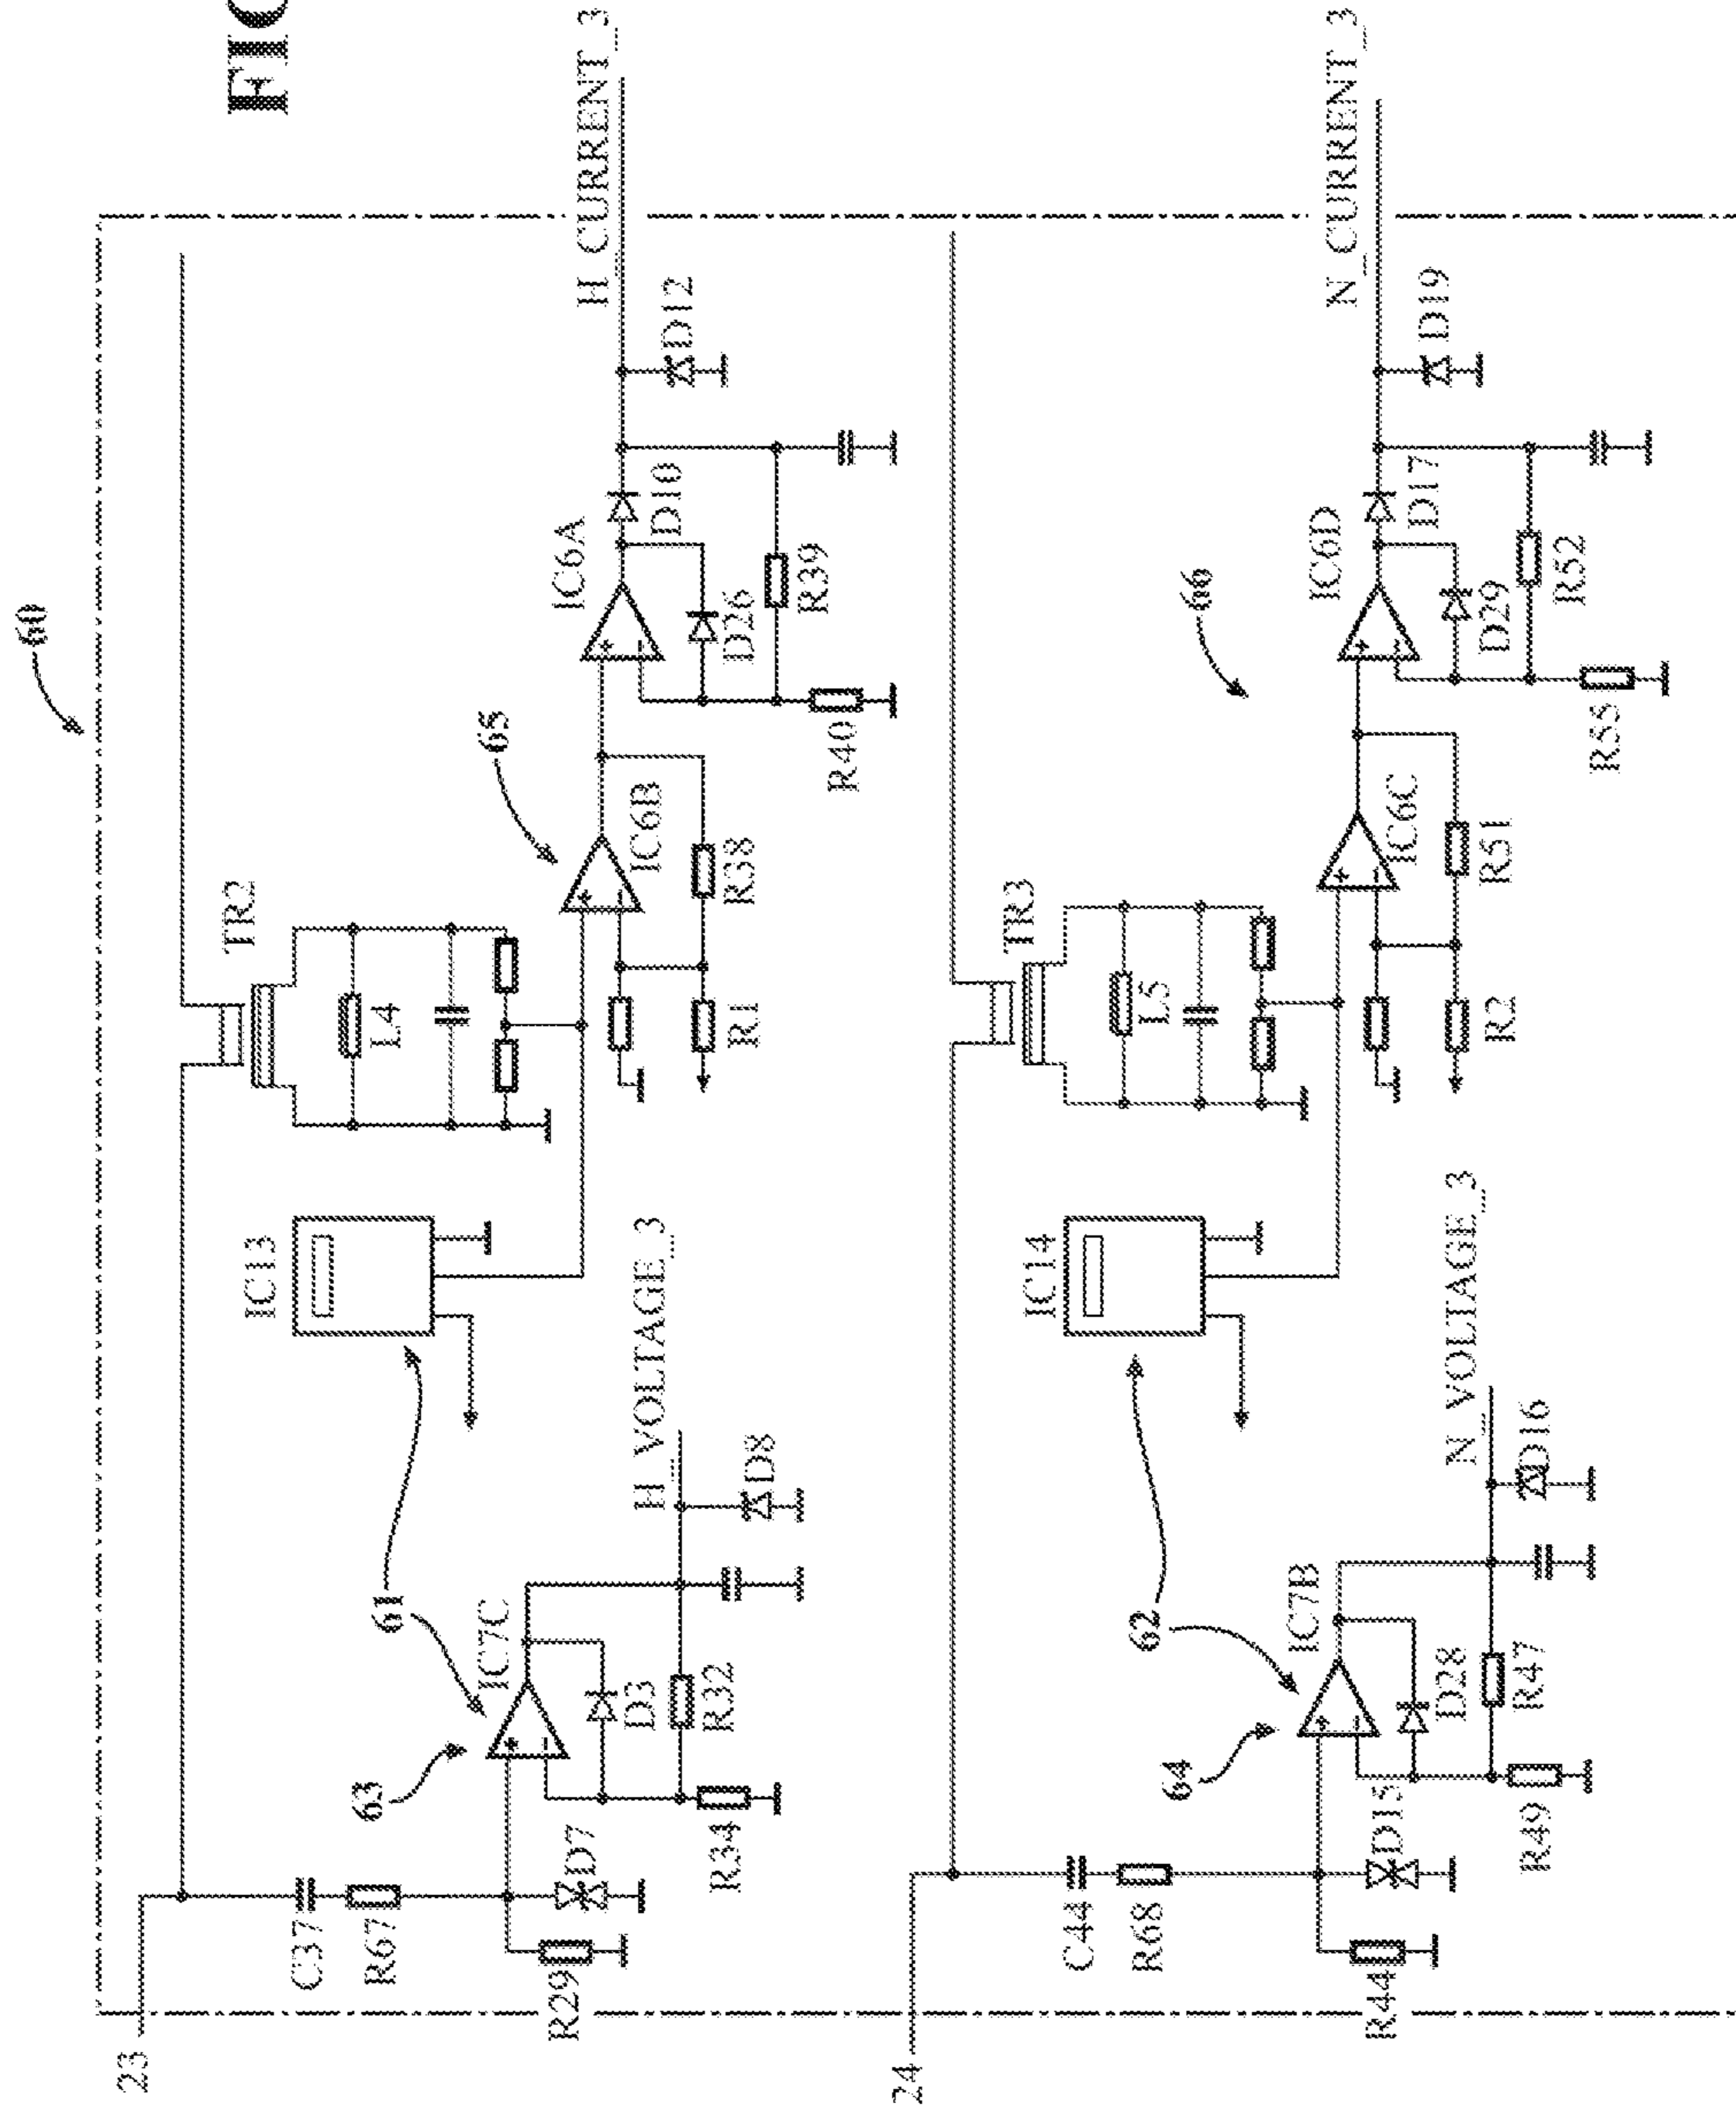 FIG
60
23
TR2
L4
IC13
61
63
C37
R67
R29
D7
R34
IC7C
D3
R32
H_VOLTAGE_3
D8
65
IC6B
R38
R1
IC6A
D10
D26
R39
R40
H_CURRENT_3
D12
24
TR3
L5
IC14
62
64
C44
R68
R44
D15
R49
IC7B
D28
R47
N_VOLTAGE_3
D16
66
IC6C
R51
R2
IC6D
D17
D29
R52
R55
N_CURRENT_3
D19